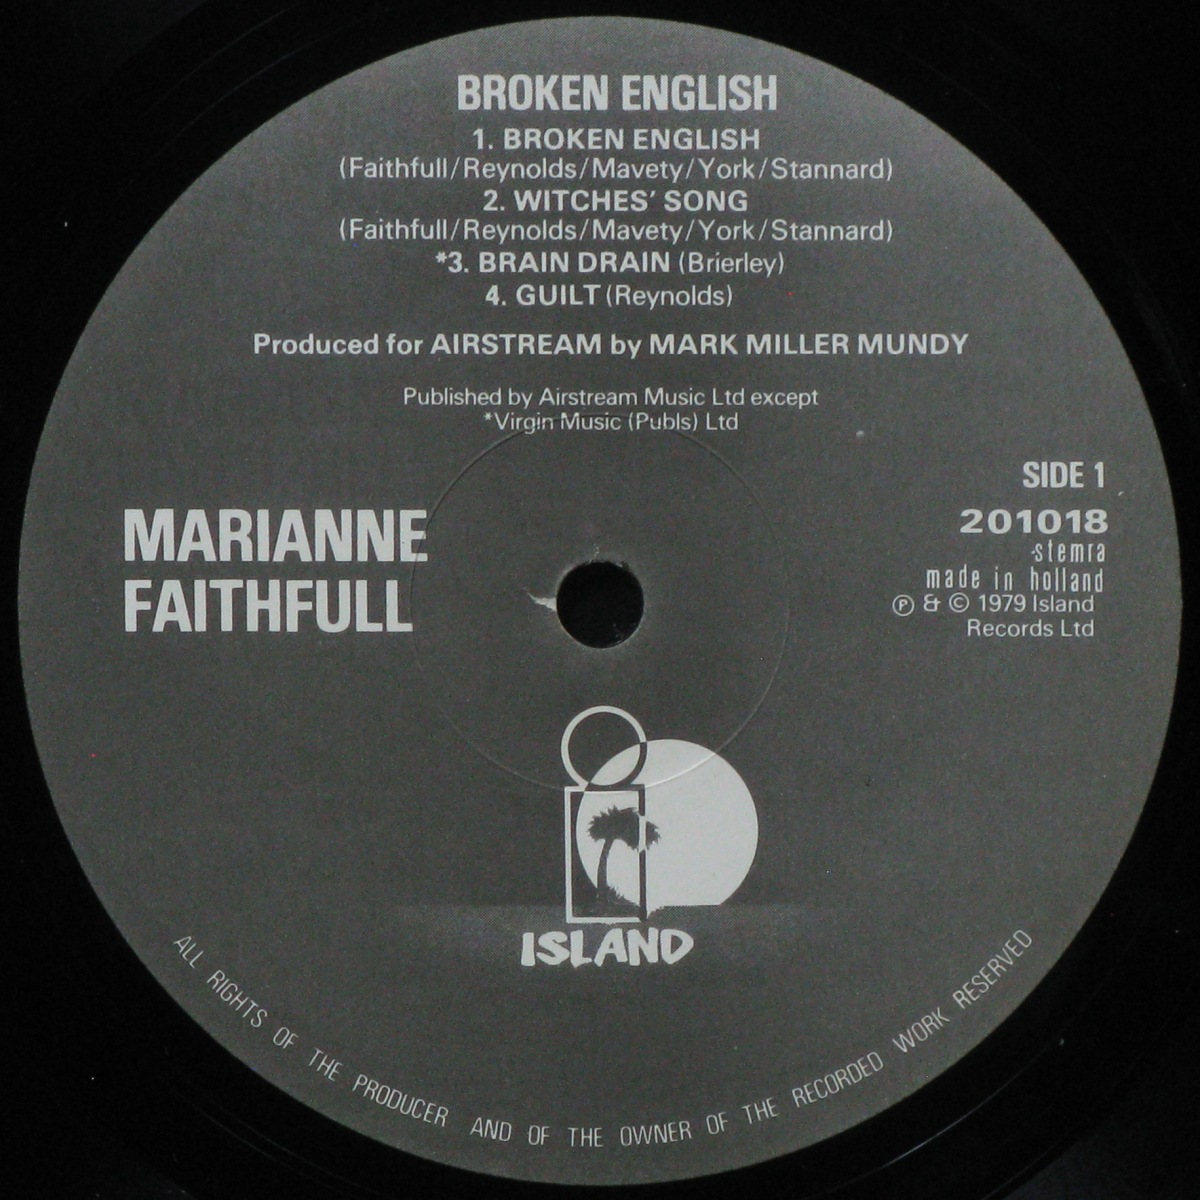 BROKEN ENGLISH
1. BROKEN ENGLISH
(Faithfull/Reynolds/Mavety/York/Stannard)
2. WITCHES' SONG
(Faithfull/Reynolds/Mavety/York/Stannard)
*3. BRAIN DRAIN (Brierley)
4. GUILT (Reynolds)
Produced for AIRSTREAM by MARK MILLER MUNDY
Published by Airstream Music Ltd except
*Virgin Music (Publs) Ltd
MARIANNE
FAITHFULL
SIDE 1
201018
stemra
made in holland
℗ & © 1979 Island
Records Ltd
ISLAND
ALL RIGHTS OF THE PRODUCER AND OF THE OWNER OF THE RECORDED WORK RESERVED